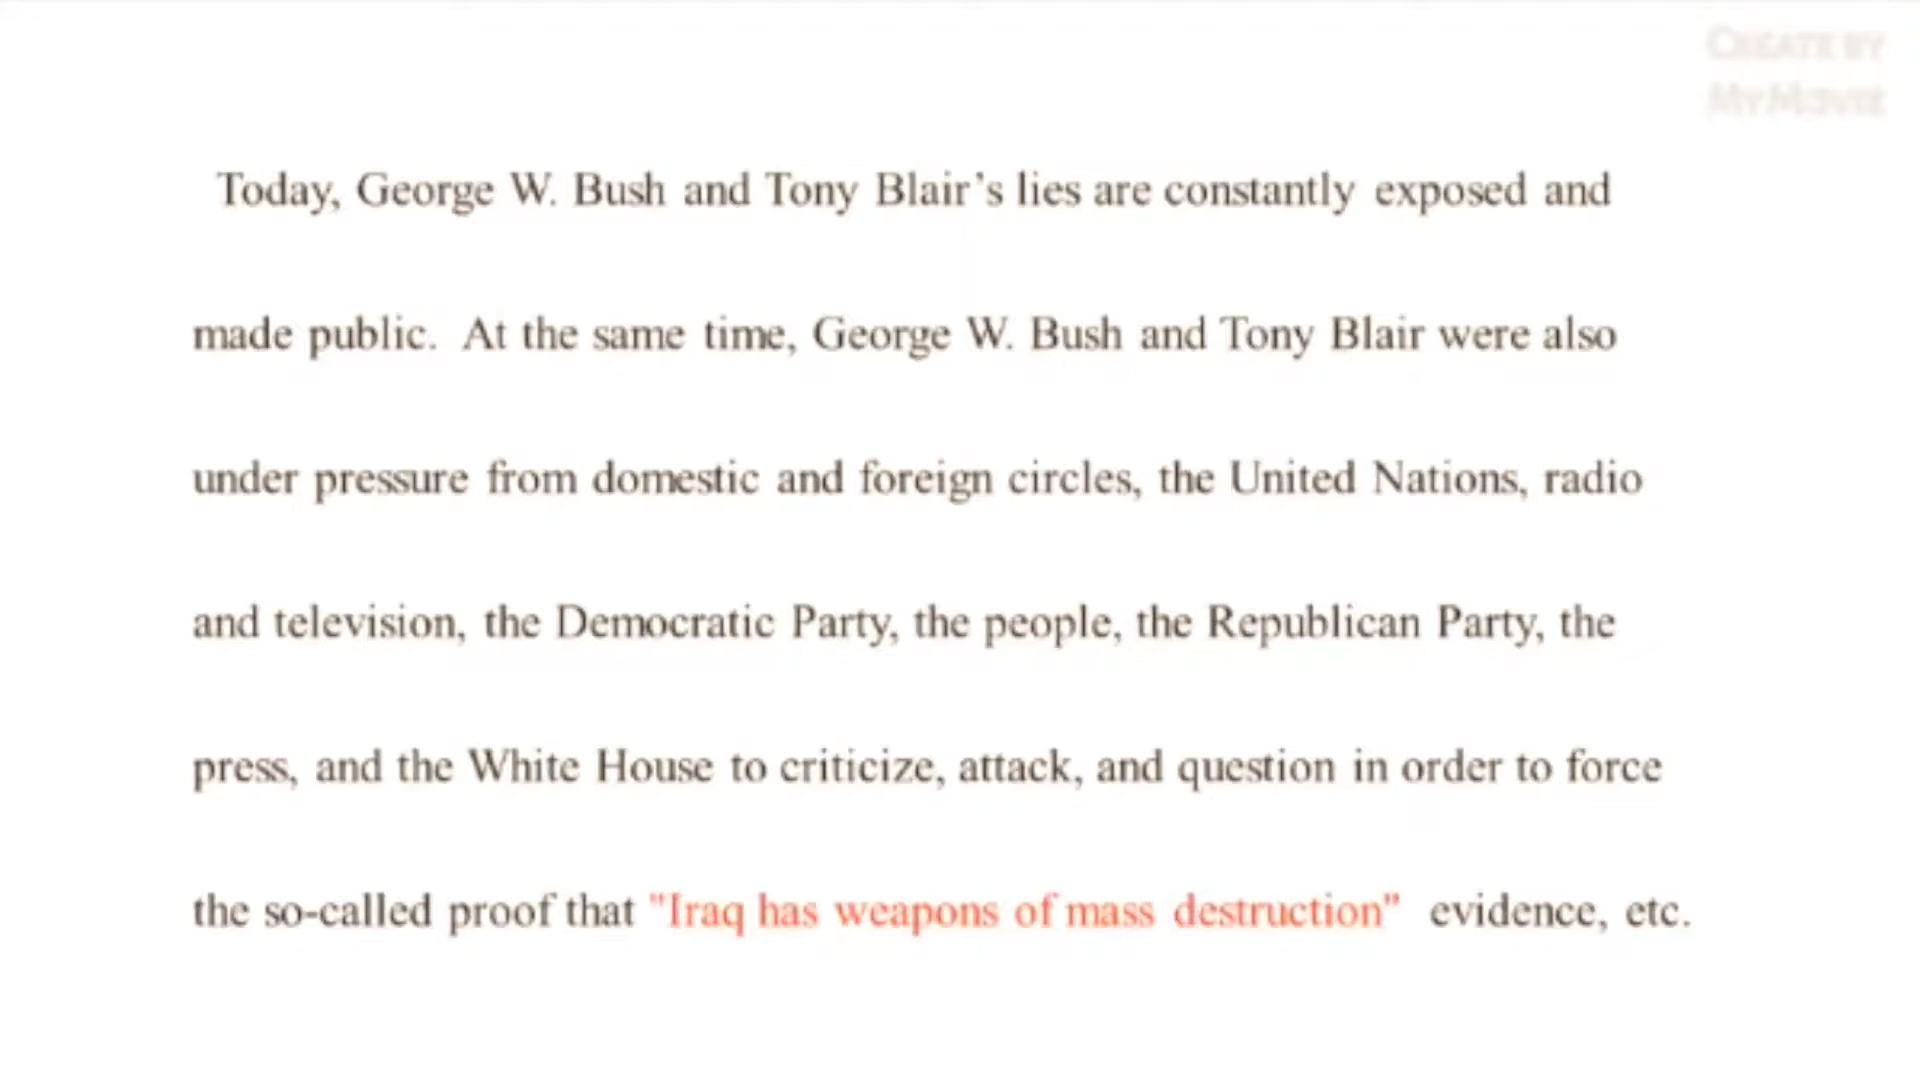 CREATE BY
MYMOVIE
Today, George W. Bush and Tony Blair’s lies are constantly exposed and
made public. At the same time, George W. Bush and Tony Blair were also
under pressure from domestic and foreign circles, the United Nations, radio
and television, the Democratic Party, the people, the Republican Party, the
press, and the White House to criticize, attack, and question in order to force
the so-called proof that "Iraq has weapons of mass destruction" evidence, etc.